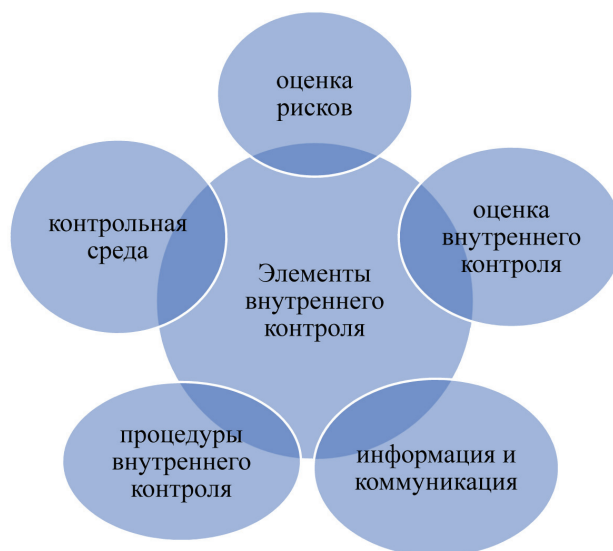 оценка
рисков
контрольная
среда
оценка
внутреннего
контроля
Элементы
внутреннего
контроля
процедуры
внутреннего
контроля
информация и
коммуникация